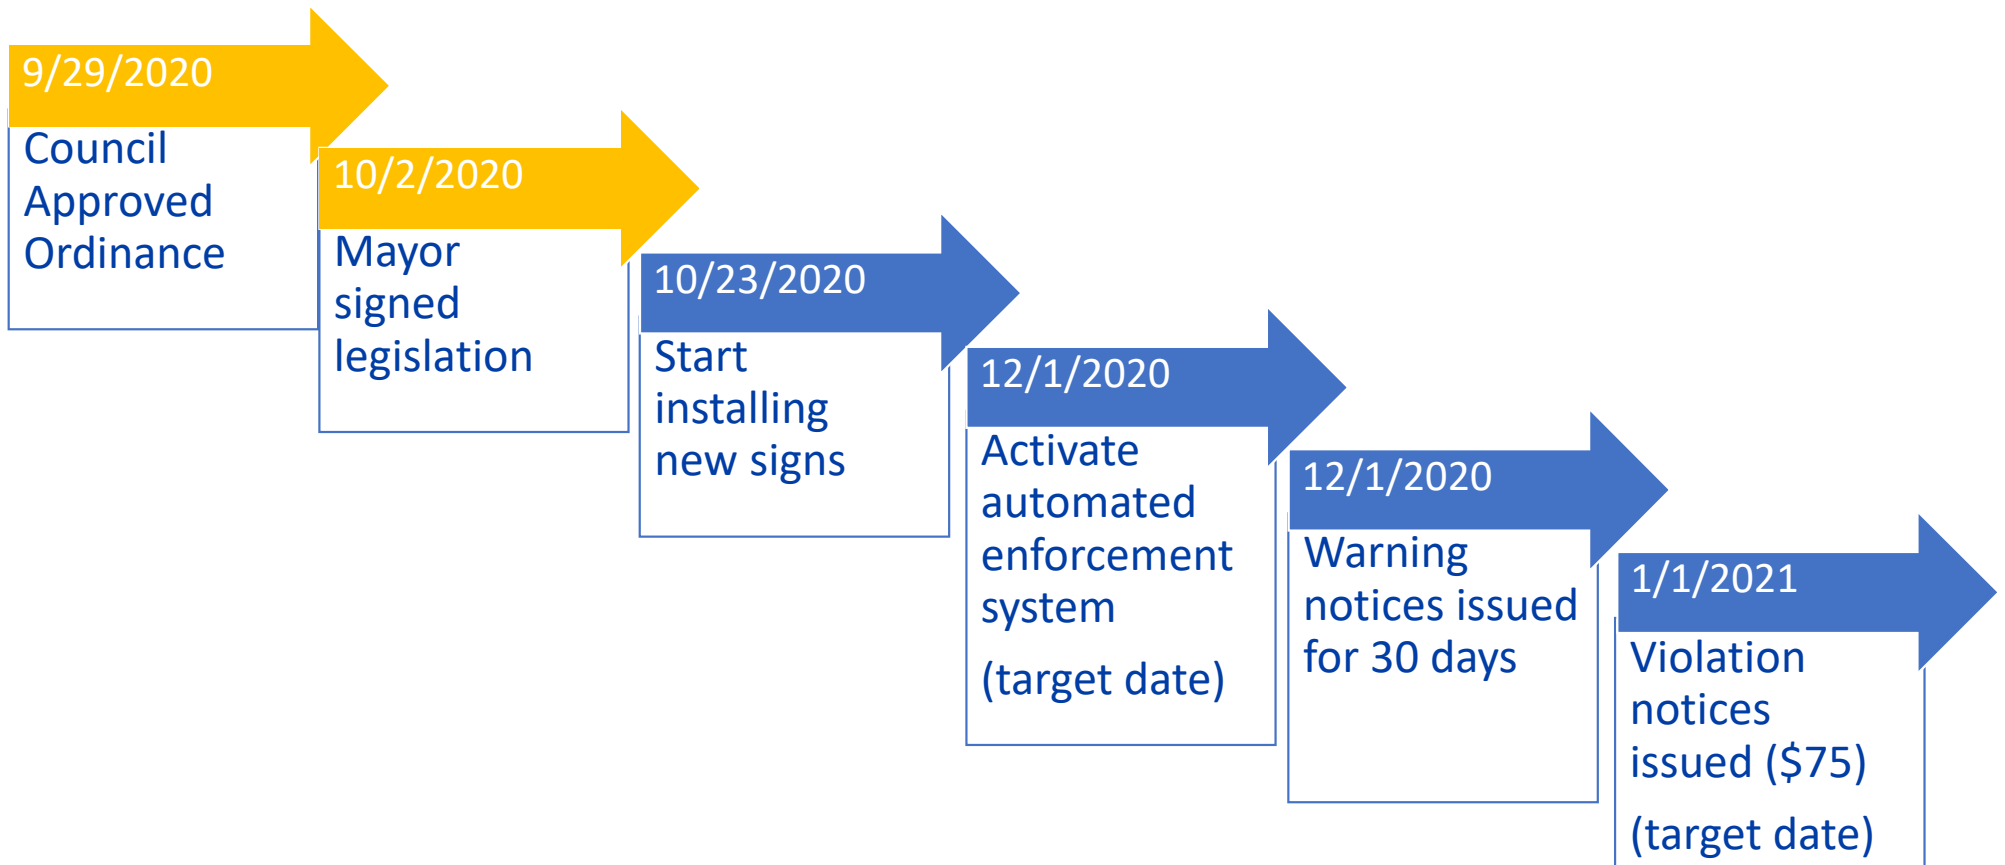 9/29/2020
Council
Approved
Ordinance
10/2/2020
Mayor
signed
legislation
10/23/2020
Start
installing
new signs
12/1/2020
Activate
automated
enforcement
system
(target date)
12/1/2020
Warning
notices issued
for 30 days
1/1/2021
Violation
notices
issued ($75)
(target date)